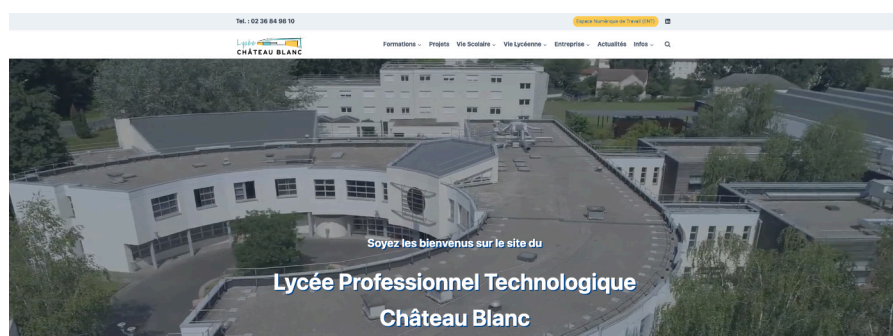 Tel. : 02 36 84 98 10
Espace Numérique de Travail (ENT)
Lycée
CHÂTEAU BLANC
Formations
Projets
Vie Scolaire
Vie Lycéenne
Entreprise
Actualités
Infos
Soyez les bienvenus sur le site du
Lycée Professionnel Technologique
Château Blanc